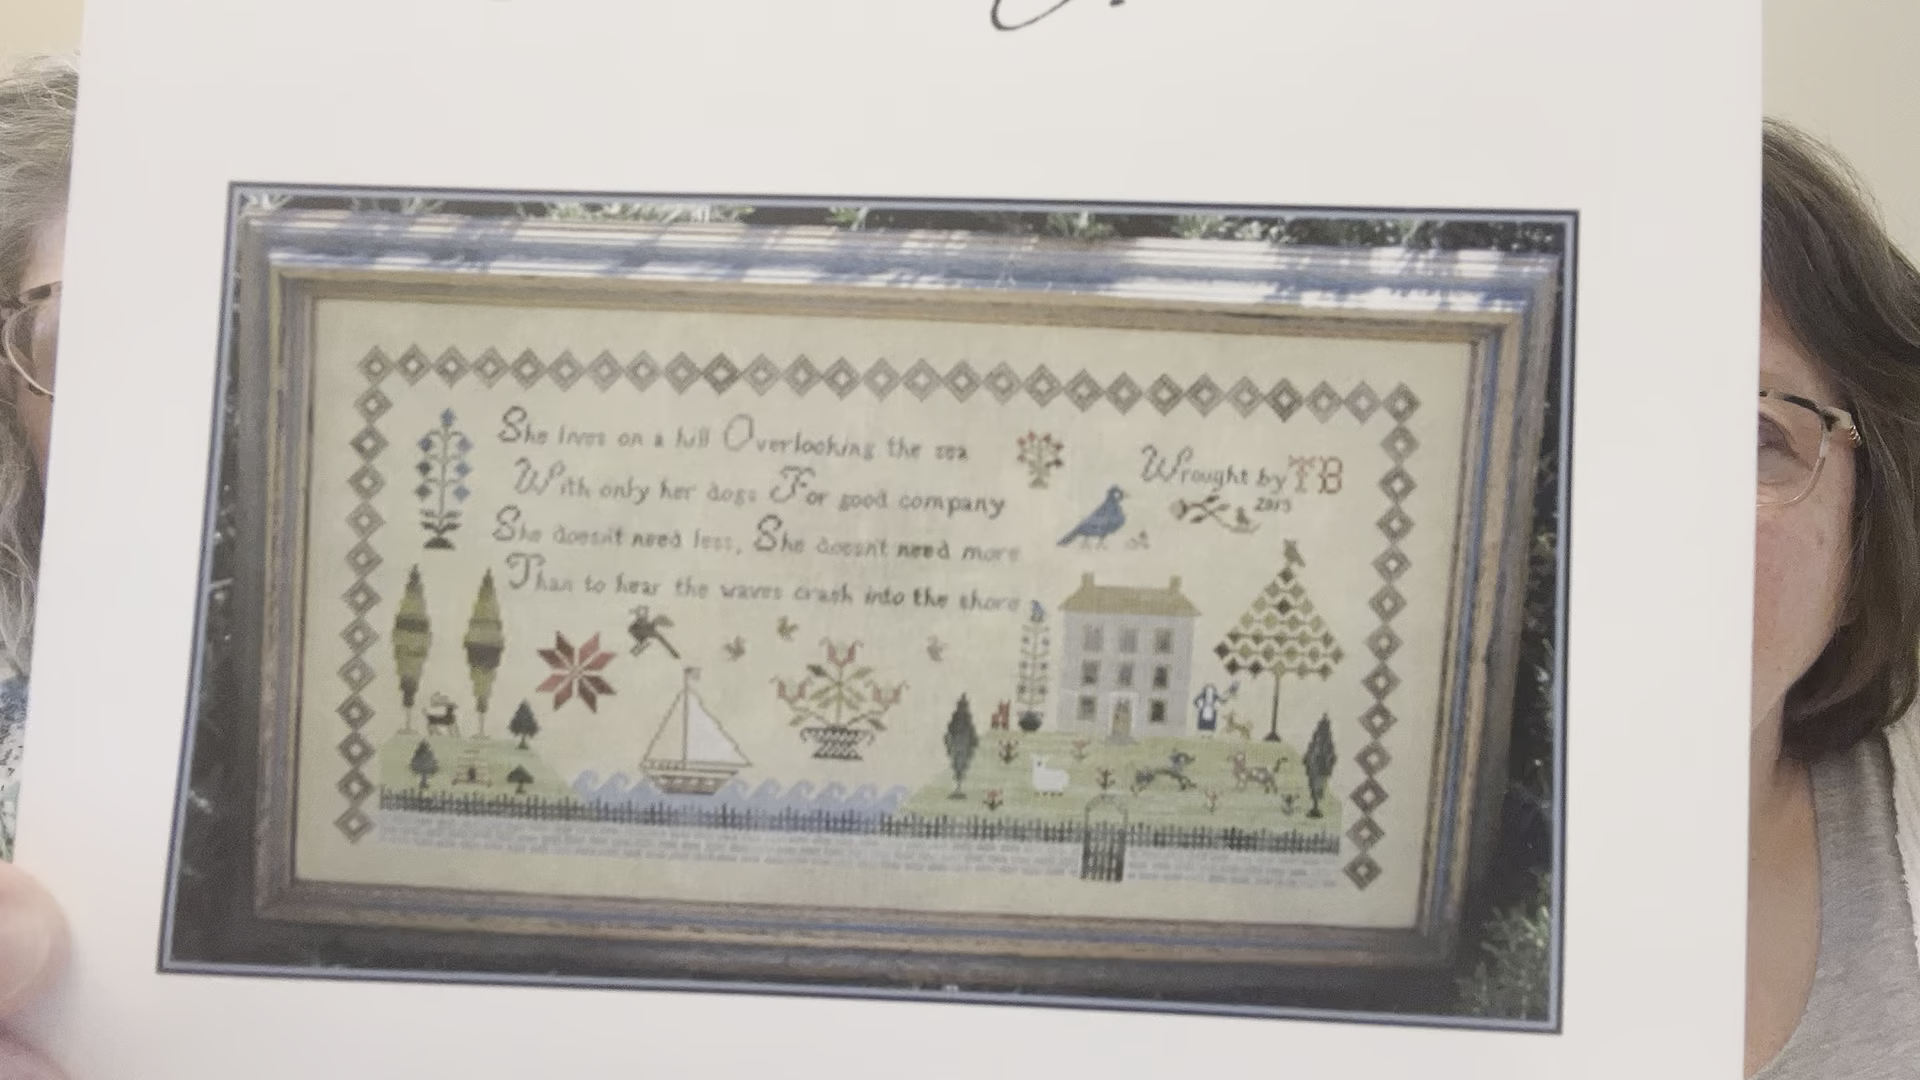 She lives on a hill Overlooking the sea
With only her dogs For good company
She doesn't need less, She doesn't need more
Than to hear the waves crash into the shore
Wrought by TB